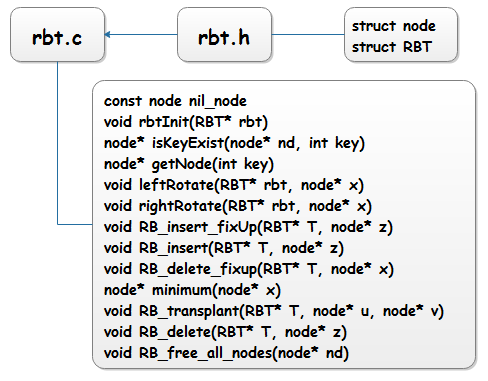 rbt.c
rbt.h
struct node
struct RBT
const node nil_node
void rbtInit(RBT* rbt)
node* isKeyExist(node* nd, int key)
node* getNode(int key)
void leftRotate(RBT* rbt, node* x)
void rightRotate(RBT* rbt, node* x)
void RB_insert_fixUp(RBT* T, node* z)
void RB_insert(RBT* T, node* z)
void RB_delete_fixup(RBT* T, node* x)
node* minimum(node* x)
void RB_transplant(RBT* T, node* u, node* v)
void RB_delete(RBT* T, node* z)
void RB_free_all_nodes(node* nd)